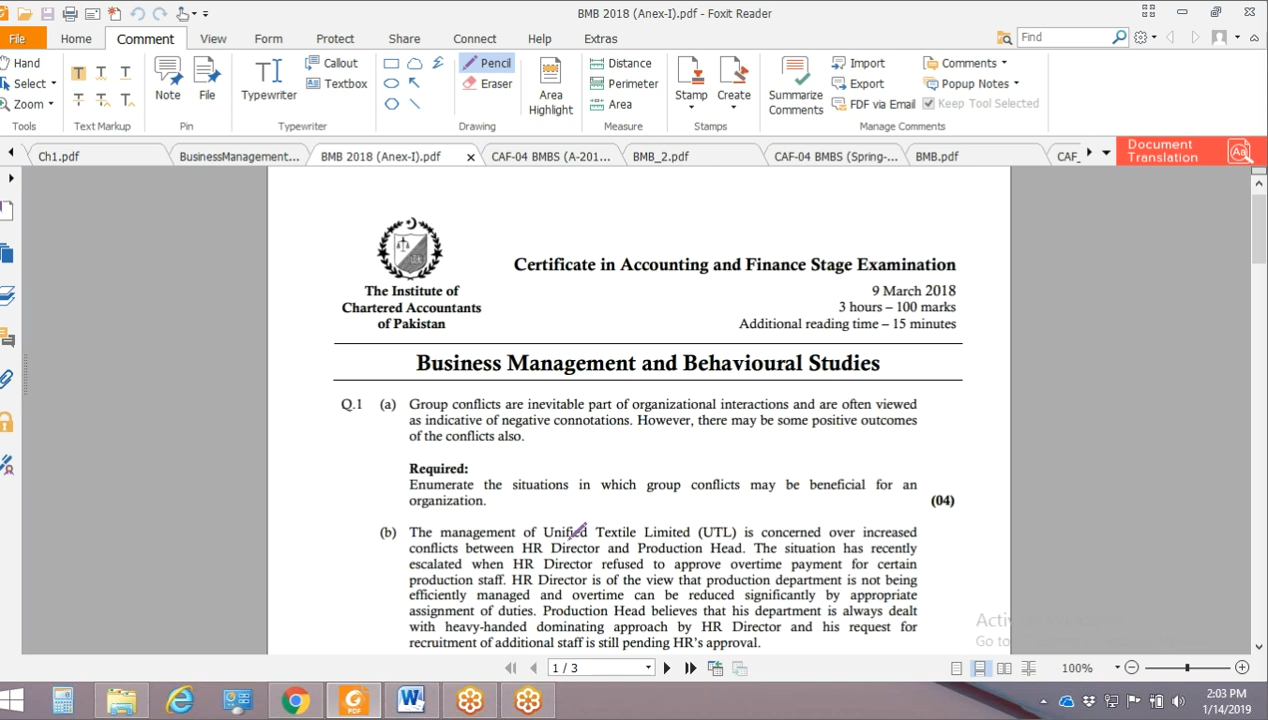 BMB 2018 (Anex-I).pdf - Foxit Reader
File Home Comment View Form Protect Share Connect Help Extras Find
Hand
Select
Zoom
Tools
T T T
T T T
Text Markup
Note File
Pin
Typewriter
Callout
Textbox
Typewriter
Pencil
Eraser
Area
Highlight
Drawing
Distance
Perimeter
Area
Measure
Stamp Create
Stamps
Summarize
Comments
Import
Export
FDF via Email
Comments
Popup Notes
Keep Tool Selected
Manage Comments
Ch1.pdf BusinessManagement... BMB 2018 (Anex-I).pdf CAF-04 BMBS (A-201... BMB_2.pdf CAF-04 BMBS (Spring-... BMB.pdf CAF_
Document
Translation
The Institute of
Chartered Accountants
of Pakistan
Certificate in Accounting and Finance Stage Examination
9 March 2018
3 hours – 100 marks
Additional reading time – 15 minutes
Business Management and Behavioural Studies
Q.1 (a) Group conflicts are inevitable part of organizational interactions and are often viewed
as indicative of negative connotations. However, there may be some positive outcomes
of the conflicts also.
Required:
Enumerate the situations in which group conflicts may be beneficial for an
organization. (04)
(b) The management of Unified Textile Limited (UTL) is concerned over increased
conflicts between HR Director and Production Head. The situation has recently
escalated when HR Director refused to approve overtime payment for certain
production staff. HR Director is of the view that production department is not being
efficiently managed and overtime can be reduced significantly by appropriate
assignment of duties. Production Head believes that his department is always dealt
with heavy-handed dominating approach by HR Director and his request for
recruitment of additional staff is still pending HR's approval.
Go to
1 / 3
100%
PDF
2:03 PM
1/14/2019